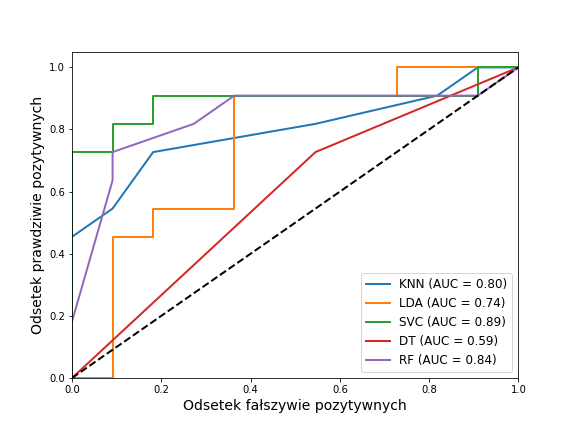 Odsetek prawdziwie pozytywnych
1.0
0.8
0.6
0.4
0.2
0.0
KNN (AUC = 0.80)
LDA (AUC = 0.74)
SVC (AUC = 0.89)
DT (AUC = 0.59)
RF (AUC = 0.84)
0.0 0.2 0.4 0.6 0.8 1.0
Odsetek fałszywie pozytywnych